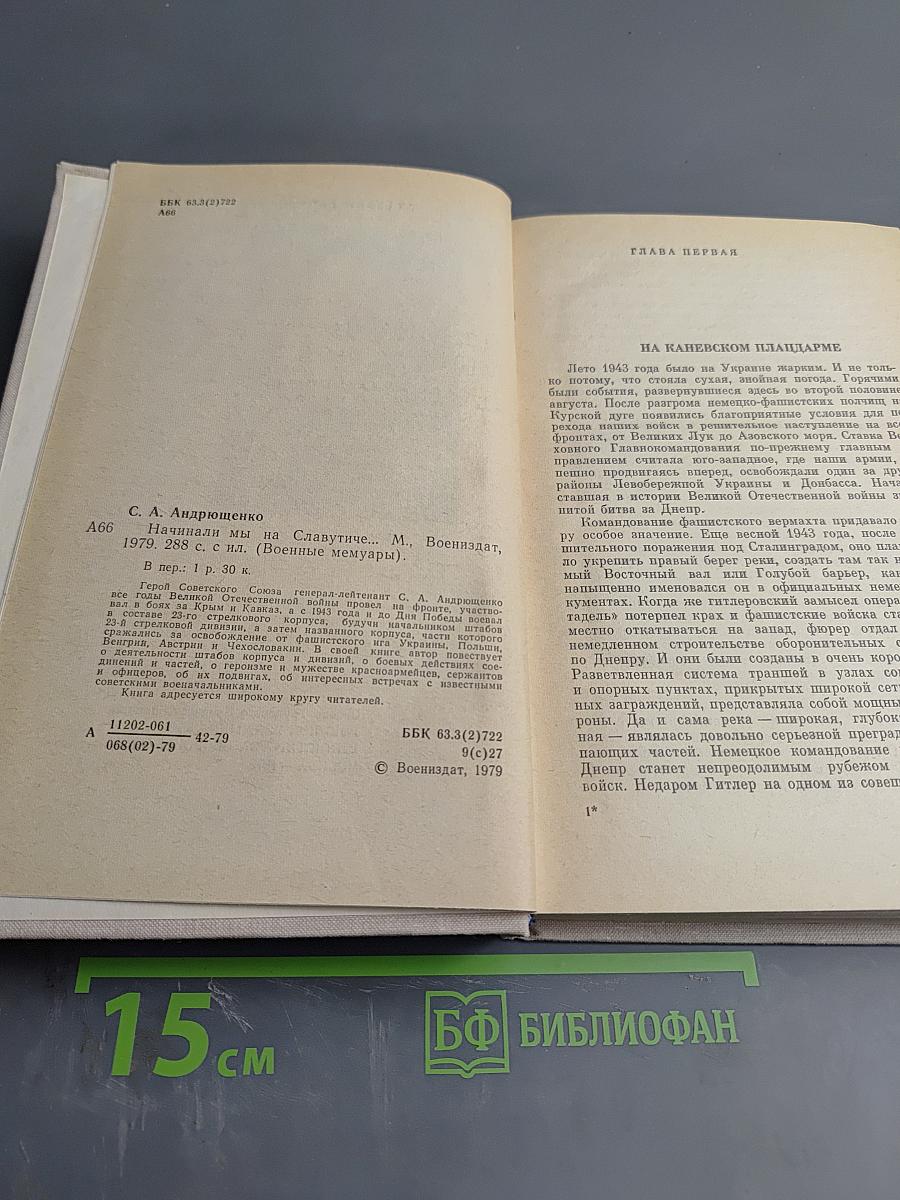 ББК 63.3(2)722
А66
С. А. Андрющенко
А66 Начинали мы на Славутиче... М., Воениздат,
1979. 288 с. с ил. (Военные мемуары).
В пер.: 1 р. 30 к.
Герой Советского Союза генерал-лейтенант С. А. Андрющенко
все годы Великой Отечественной войны провел на фронте, участво-
вал в боях за Крым и Кавказ, а с 1943 года и до Дня Победы воевал
в составе 23-го стрелкового корпуса, будучи начальником штабов
23-й стрелковой дивизии, а затем названного корпуса, части которого
сражались за освобождение от фашистского ига Украины, Польши,
Венгрии, Австрии и Чехословакии. В своей книге автор повествует
о деятельности штабов корпуса и дивизий, о боевых действиях сое-
динений и частей, о героизме и мужестве красноармейцев, сержантов
и офицеров, об их подвигах, об интересных встречах с известными
советскими военачальниками.
Книга адресуется широкому кругу читателей.
А 11202-061
068(02)-79 42-79
ББК 63.3(2)722
9(с)27
© Воениздат, 1979
ГЛАВА ПЕРВАЯ
НА КАНЕВСКОМ ПЛАЦДАРМЕ
Лето 1943 года было на Украине жарким. И не толь-
ко потому, что стояла сухая, знойная погода. Горячими
были события, развернувшиеся здесь во второй половине
августа. После разгрома немецко-фашистских полчищ н
Курской дуге появились благоприятные условия для пе
рехода наших войск в решительное наступление на все
фронтах, от Великих Лук до Азовского моря. Ставка Ве
ховного Главнокомандования по-прежнему главным
правлением считала юго-западное, где наши армии,
пешно продвигаясь вперед, освобождали один за дру
районы Левобережной Украины и Донбасса. Нача
ставшая в истории Великой Отечественной войны з
нитой битва за Днепр.
Командование фашистского вермахта придавало
ру особое значение. Еще весной 1943 года, после
шительного поражения под Сталинградом, оно пла
ло укрепить правый берег реки, создать там так н
мый Восточный вал или Голубой барьер, как
напыщенно именовался он в официальных неме
кументах. Когда же гитлеровский замысел опера
тадель» потерпел крах и фашистские войска ста
местно откатываться на запад, фюрер отдал
немедленном строительстве оборонительных с
по Днепру. И они были созданы в очень коро
Разветвленная система траншей в узлах со
и опорных пунктах, прикрытых широкой сет
ных заграждений, представляла собой мощны
роны. Да и сама река — широкая, глубок
ная — являлась довольно серьезной преград
пающих частей. Немецкое командование
Днепр станет непреодолимым рубежом
войск. Недаром Гитлер на одном из совещ
1*
15 см
БФ БИБЛИОФАН